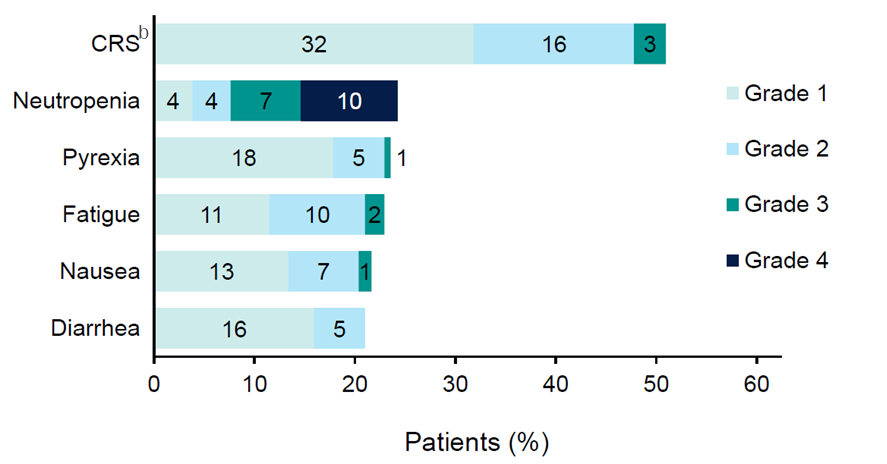 CRSb 32 16 3
Neutropenia 4 4 7 10
Pyrexia 18 5 1
Fatigue 11 10 2
Nausea 13 7 1
Diarrhea 16 5
Grade 1
Grade 2
Grade 3
Grade 4
0 10 20 30 40 50 60
Patients (%)